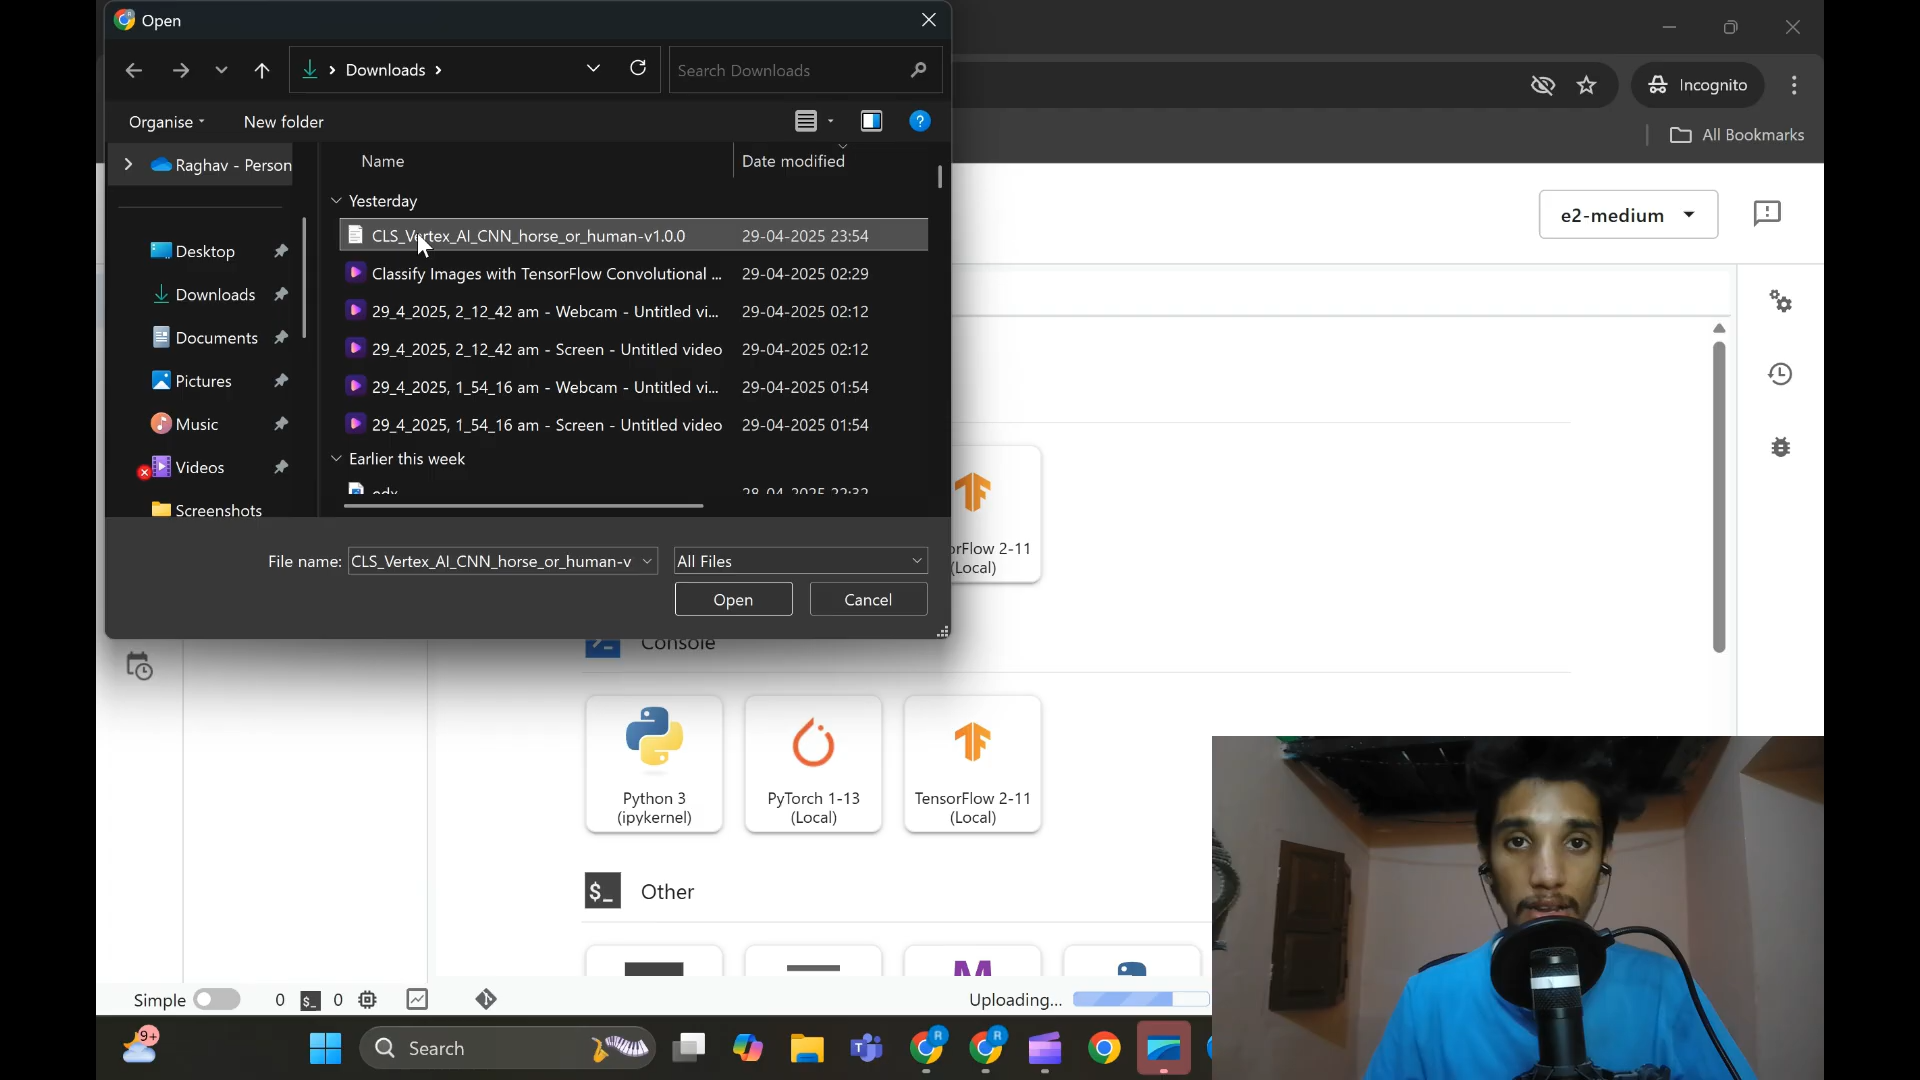 Open
Downloads
Search Downloads
Incognito
Organise
New folder
All Bookmarks
Raghav - Person
Name
Date modified
Yesterday
CLS_Vertex_AI_CNN_horse_or_human-v1.0.0 29-04-2025 23:54
e2-medium
Desktop
Classify Images with TensorFlow Convolutional ... 29-04-2025 02:29
Downloads
29_4_2025, 2_12_42 am - Webcam - Untitled vi... 29-04-2025 02:12
Documents
29_4_2025, 2_12_42 am - Screen - Untitled video 29-04-2025 02:12
Pictures
29_4_2025, 1_54_16 am - Webcam - Untitled vi... 29-04-2025 01:54
Music
29_4_2025, 1_54_16 am - Screen - Untitled video 29-04-2025 01:54
Videos
Earlier this week
Screenshots
File name: CLS_Vertex_AI_CNN_horse_or_human-v
All Files
Open
Cancel
orFlow 2-11
(Local)
Console
Python 3
(ipykernel)
PyTorch 1-13
(Local)
TensorFlow 2-11
(Local)
$_ Other
Simple 0 $_ 0
Uploading...
9+
Search
R
R